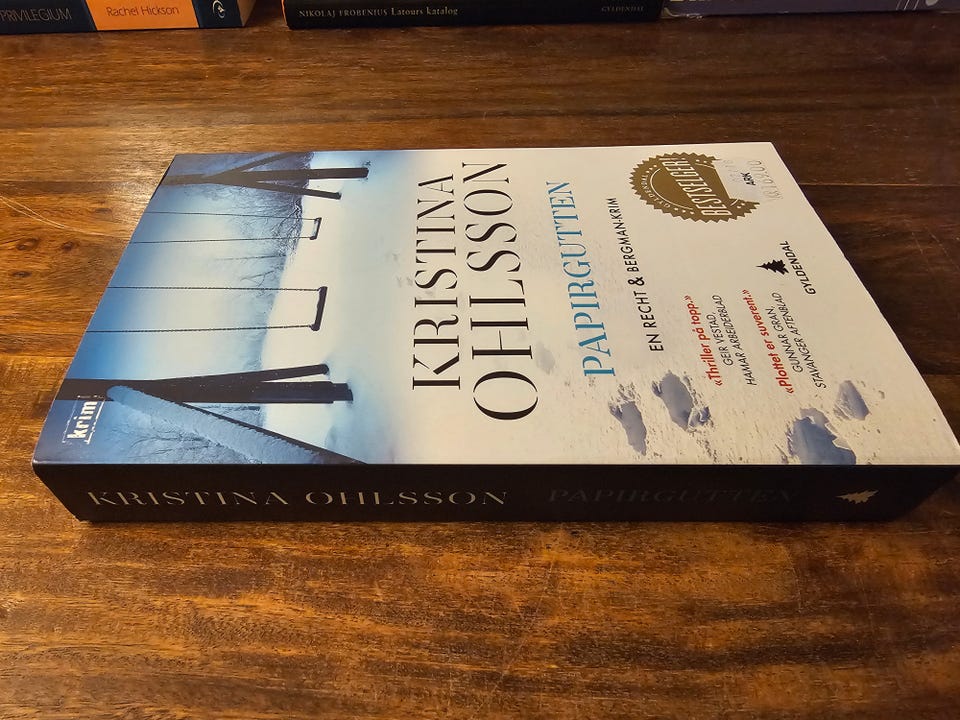 PRIVILEGIUM
Rachel Hickson
NIKOLAJ FROBENIUS Latours katalog
GYLDENDAL
krim
KRISTINA
OHLSSON
PAPIRGUTTEN
EN RECHT & BERGMAN-KRIM
«Thriller på topp.»
GEIR VESTAD,
HAMAR ARBEIDERBLAD
«Plottet er suverent.»
GUNNAR GRAN,
STAVANGER AFTENBLAD
GYLDENDAL
BESTSELGER!
ARK
KRISTINA OHLSSON PAPIRGUTTEN